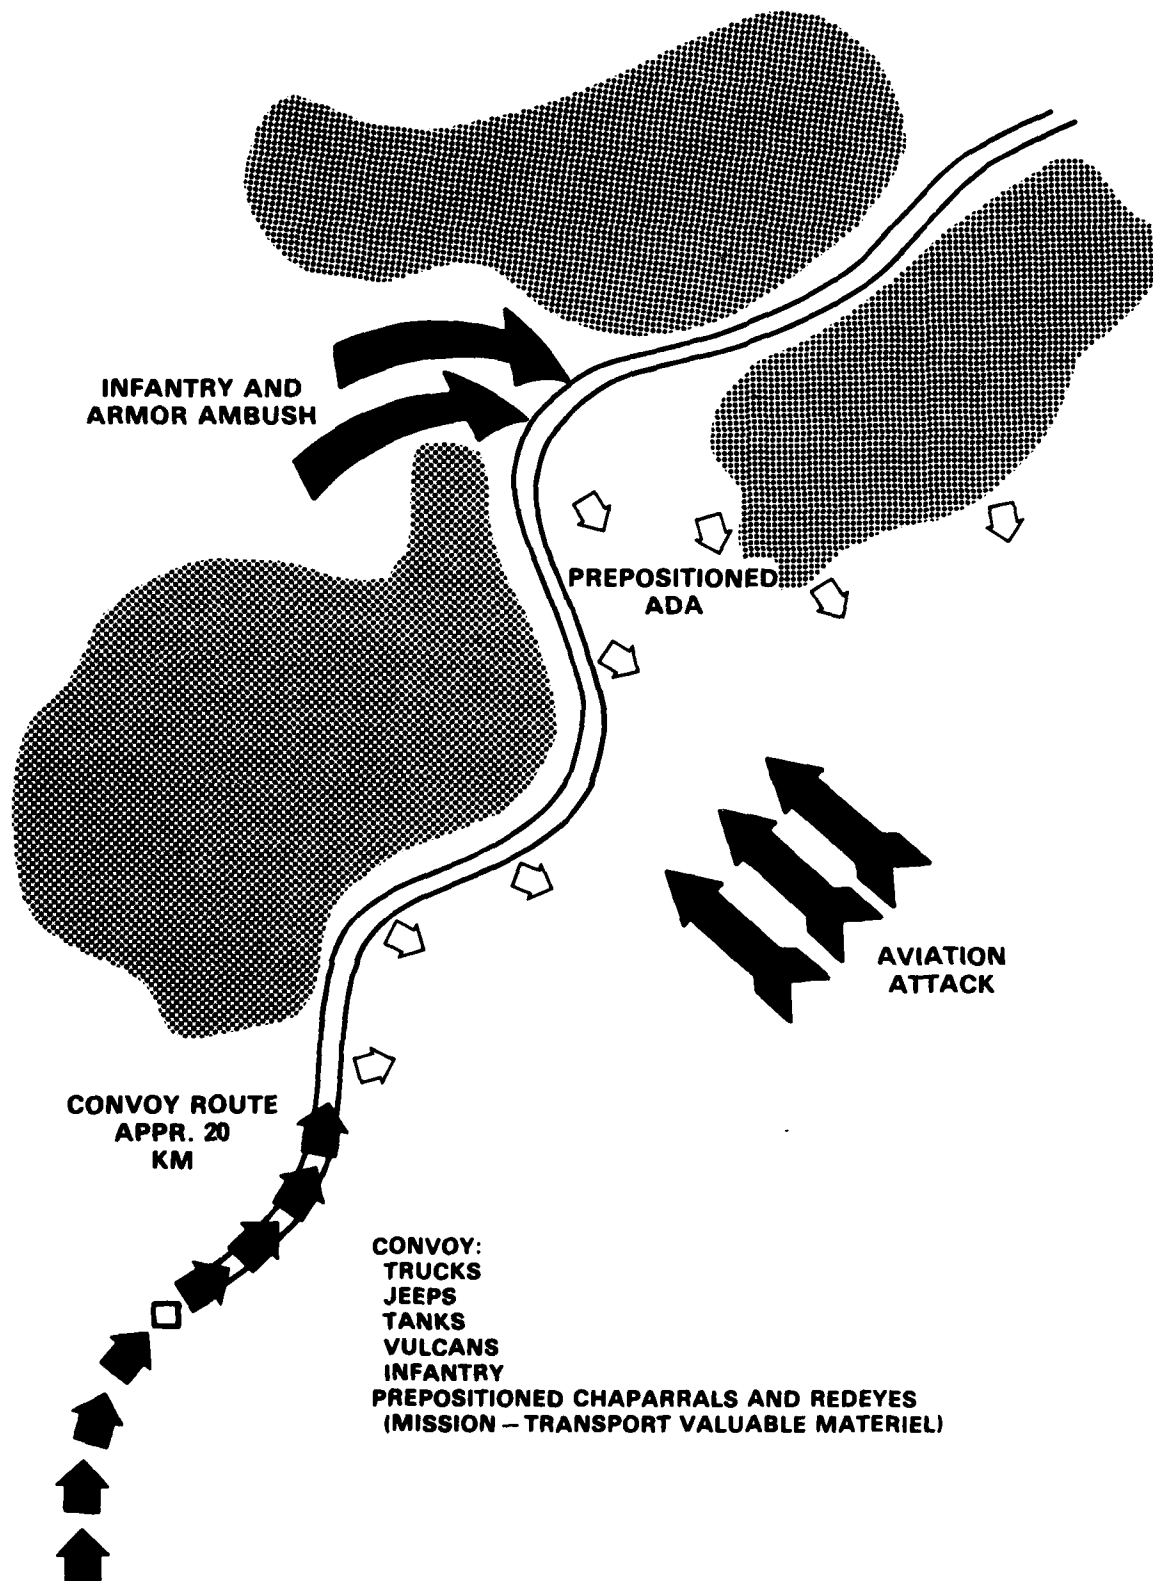 INFANTRY AND
ARMOR AMBUSH
PREPOSITIONED
ADA
AVIATION
ATTACK
CONVOY ROUTE
APPR. 20
KM
CONVOY:
TRUCKS
JEEPS
TANKS
VULCANS
INFANTRY
PREPOSITIONED CHAPARRALS AND REDEYES
(MISSION — TRANSPORT VALUABLE MATERIEL)